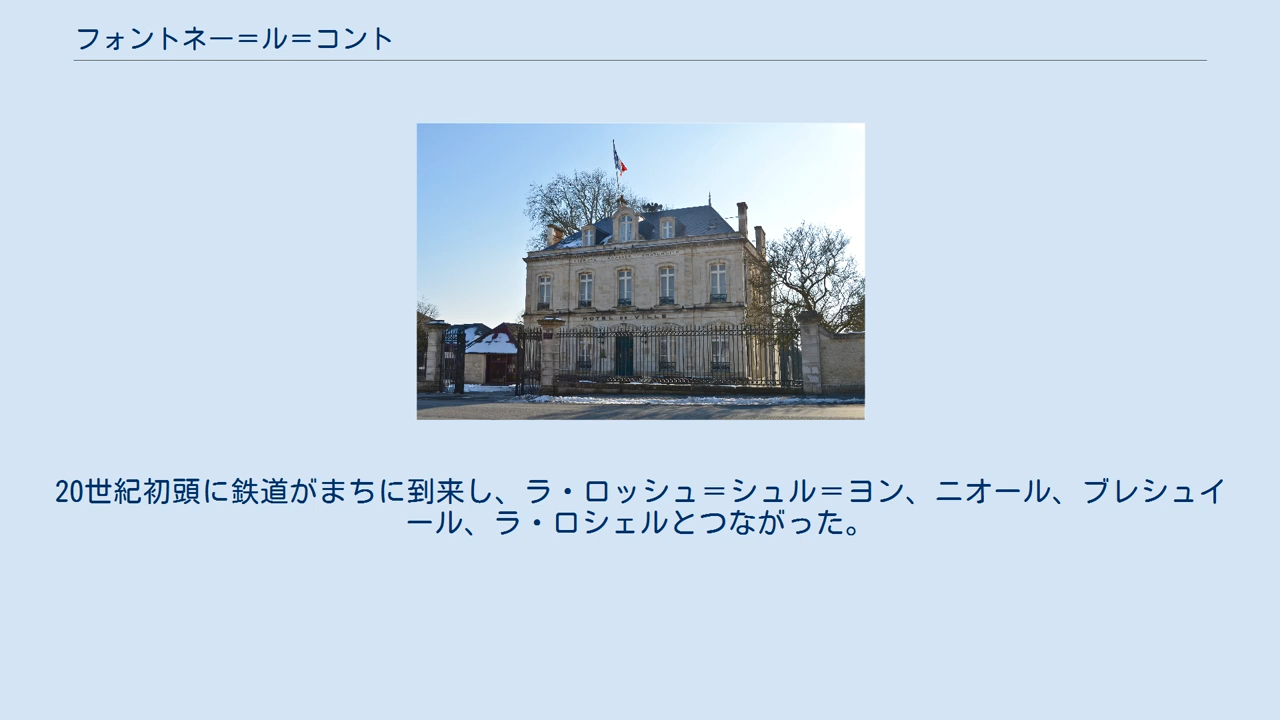 フォントネー＝ル＝コント
HOTEL DE VILLE
20世紀初頭に鉄道がまちに到来し、ラ・ロッシュ＝シュル＝ヨン、ニオール、ブレシュイ
ール、ラ・ロシェルとつながった。